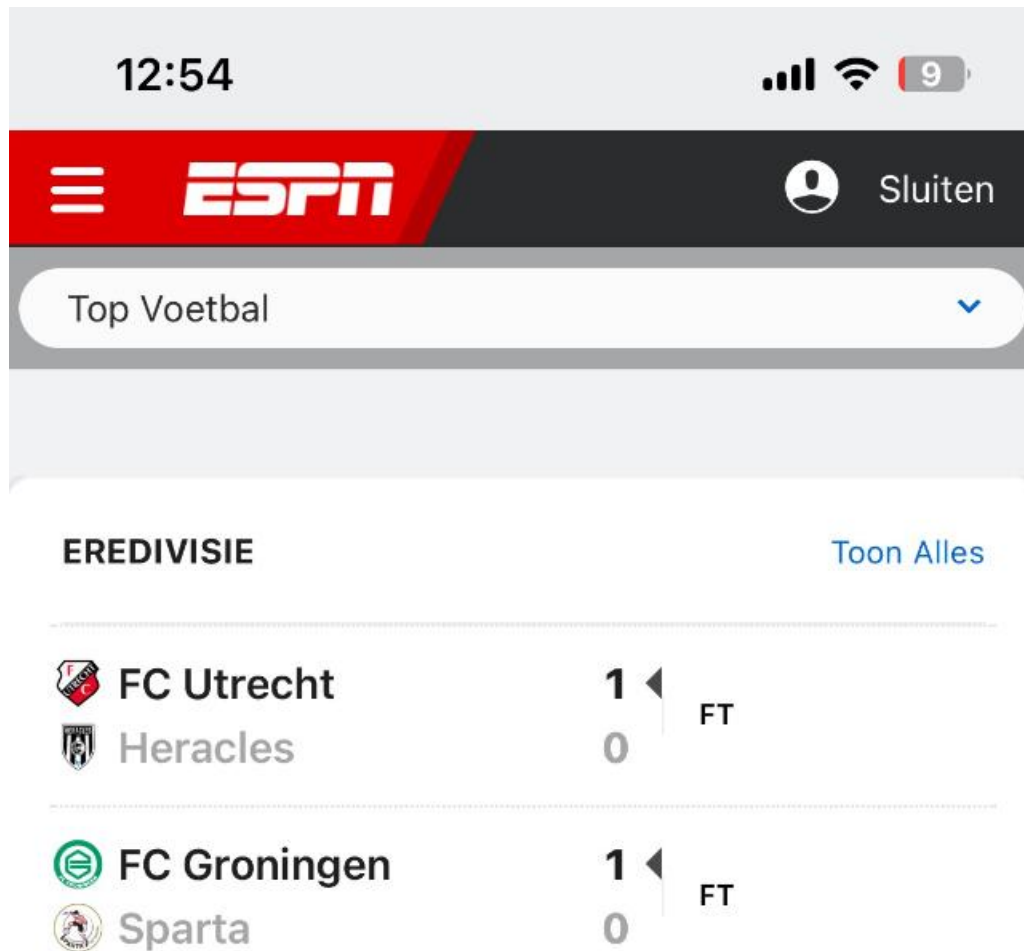 12:54 9
ESPN Sluiten
Top Voetbal
EREDIVISIE Toon Alles
FC Utrecht 1
FT
Heracles 0
FC Groningen 1
FT
Sparta 0